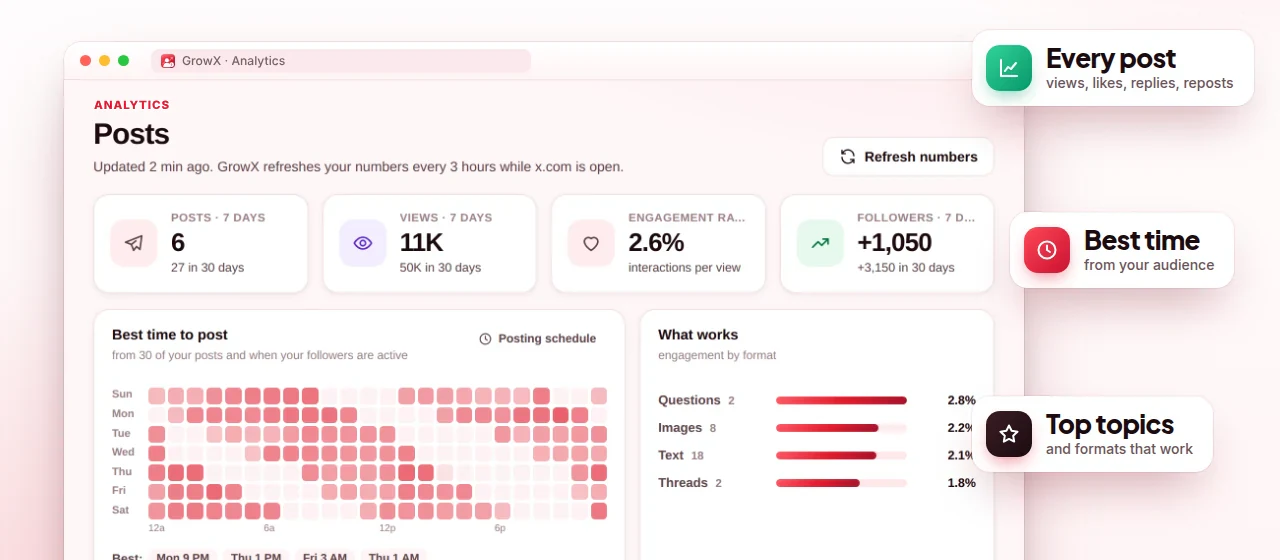 GrowX · Analytics
ANALYTICS
Posts
Updated 2 min ago. GrowX refreshes your numbers every 3 hours while x.com is open.
Refresh numbers
POSTS · 7 DAYS
6
27 in 30 days
VIEWS · 7 DAYS
11K
50K in 30 days
ENGAGEMENT RA...
2.6%
interactions per view
FOLLOWERS · 7 D...
+1,050
+3,150 in 30 days
Best time to post
from 30 of your posts and when your followers are active
Posting schedule
Sun
Mon
Tue
Wed
Thu
Fri
Sat
12a 6a 12p 6p
Best: Mon 9 PM Thu 1 PM Fri 3 AM Thu 1 AM
What works
engagement by format
Questions 2 2.8%
Images 8 2.2%
Text 18 2.1%
Threads 2 1.8%
Every post
views, likes, replies, reposts
Best time
from your audience
Top topics
and formats that work